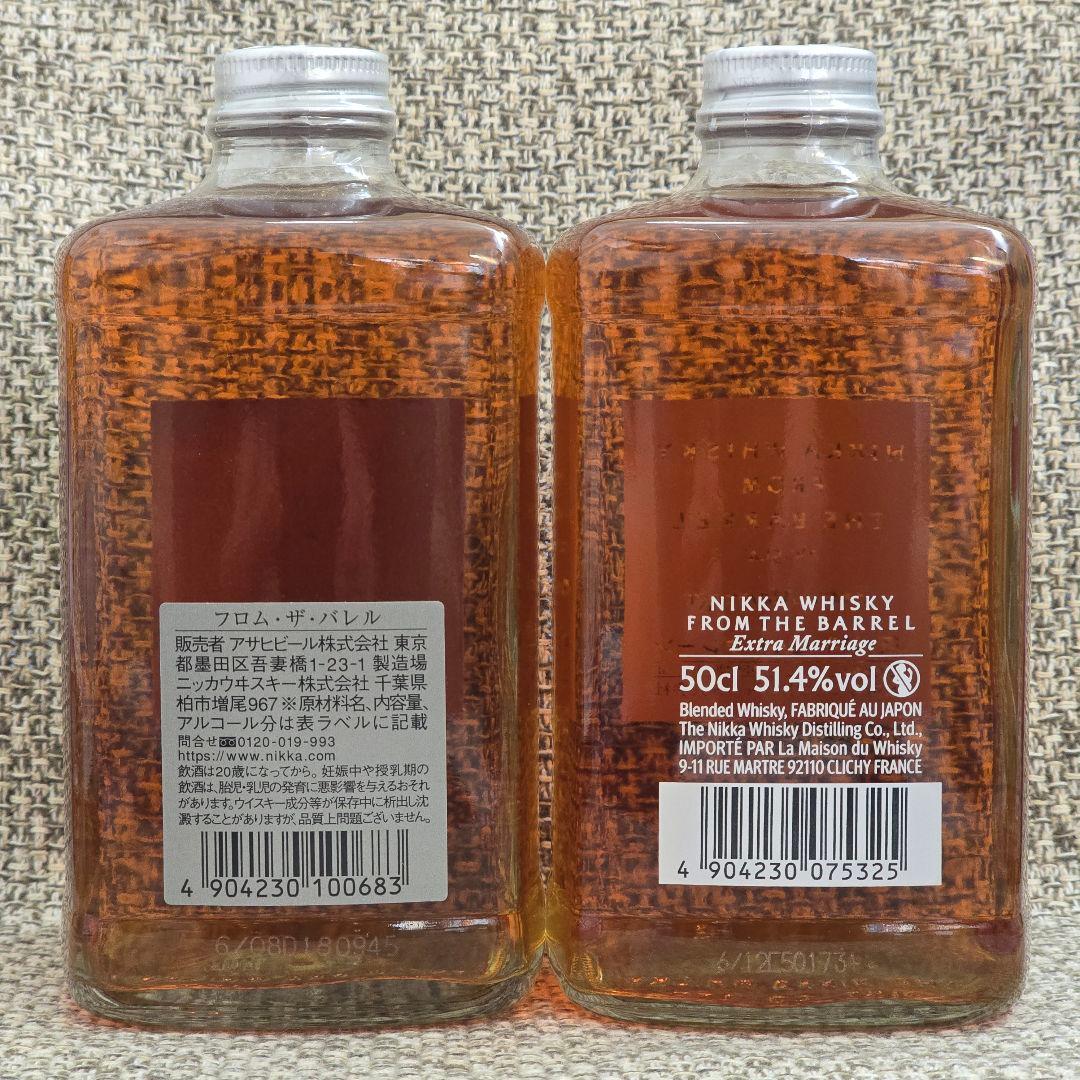 フロム・ザ・バレル
販売者 アサヒビール株式会社 東京
都墨田区吾妻橋1-23-1 製造場
ニッカウヰスキー株式会社 千葉県
柏市増尾967※原材料名、内容量、
アルコール分は表ラベルに記載
問合せ 0120-019-993
https://www.nikka.com
飲酒は20歳になってから。妊娠中や授乳期の
飲酒は、胎児・乳児の発育に悪影響を与えるおそれ
があります。ウイスキー成分等が保存中に析出し沈
澱することがありますが、品質上問題ございません。
4 904230 100683
NIKKA WHISKY
FROM THE BARREL
Extra Marriage
50cl 51.4%vol
Blended Whisky, FABRIQUÉ AU JAPON
The Nikka Whisky Distilling Co., Ltd.,
IMPORTÉ PAR La Maison du Whisky
9-11 RUE MARTRE 92110 CLICHY FRANCE
4 904230 075325